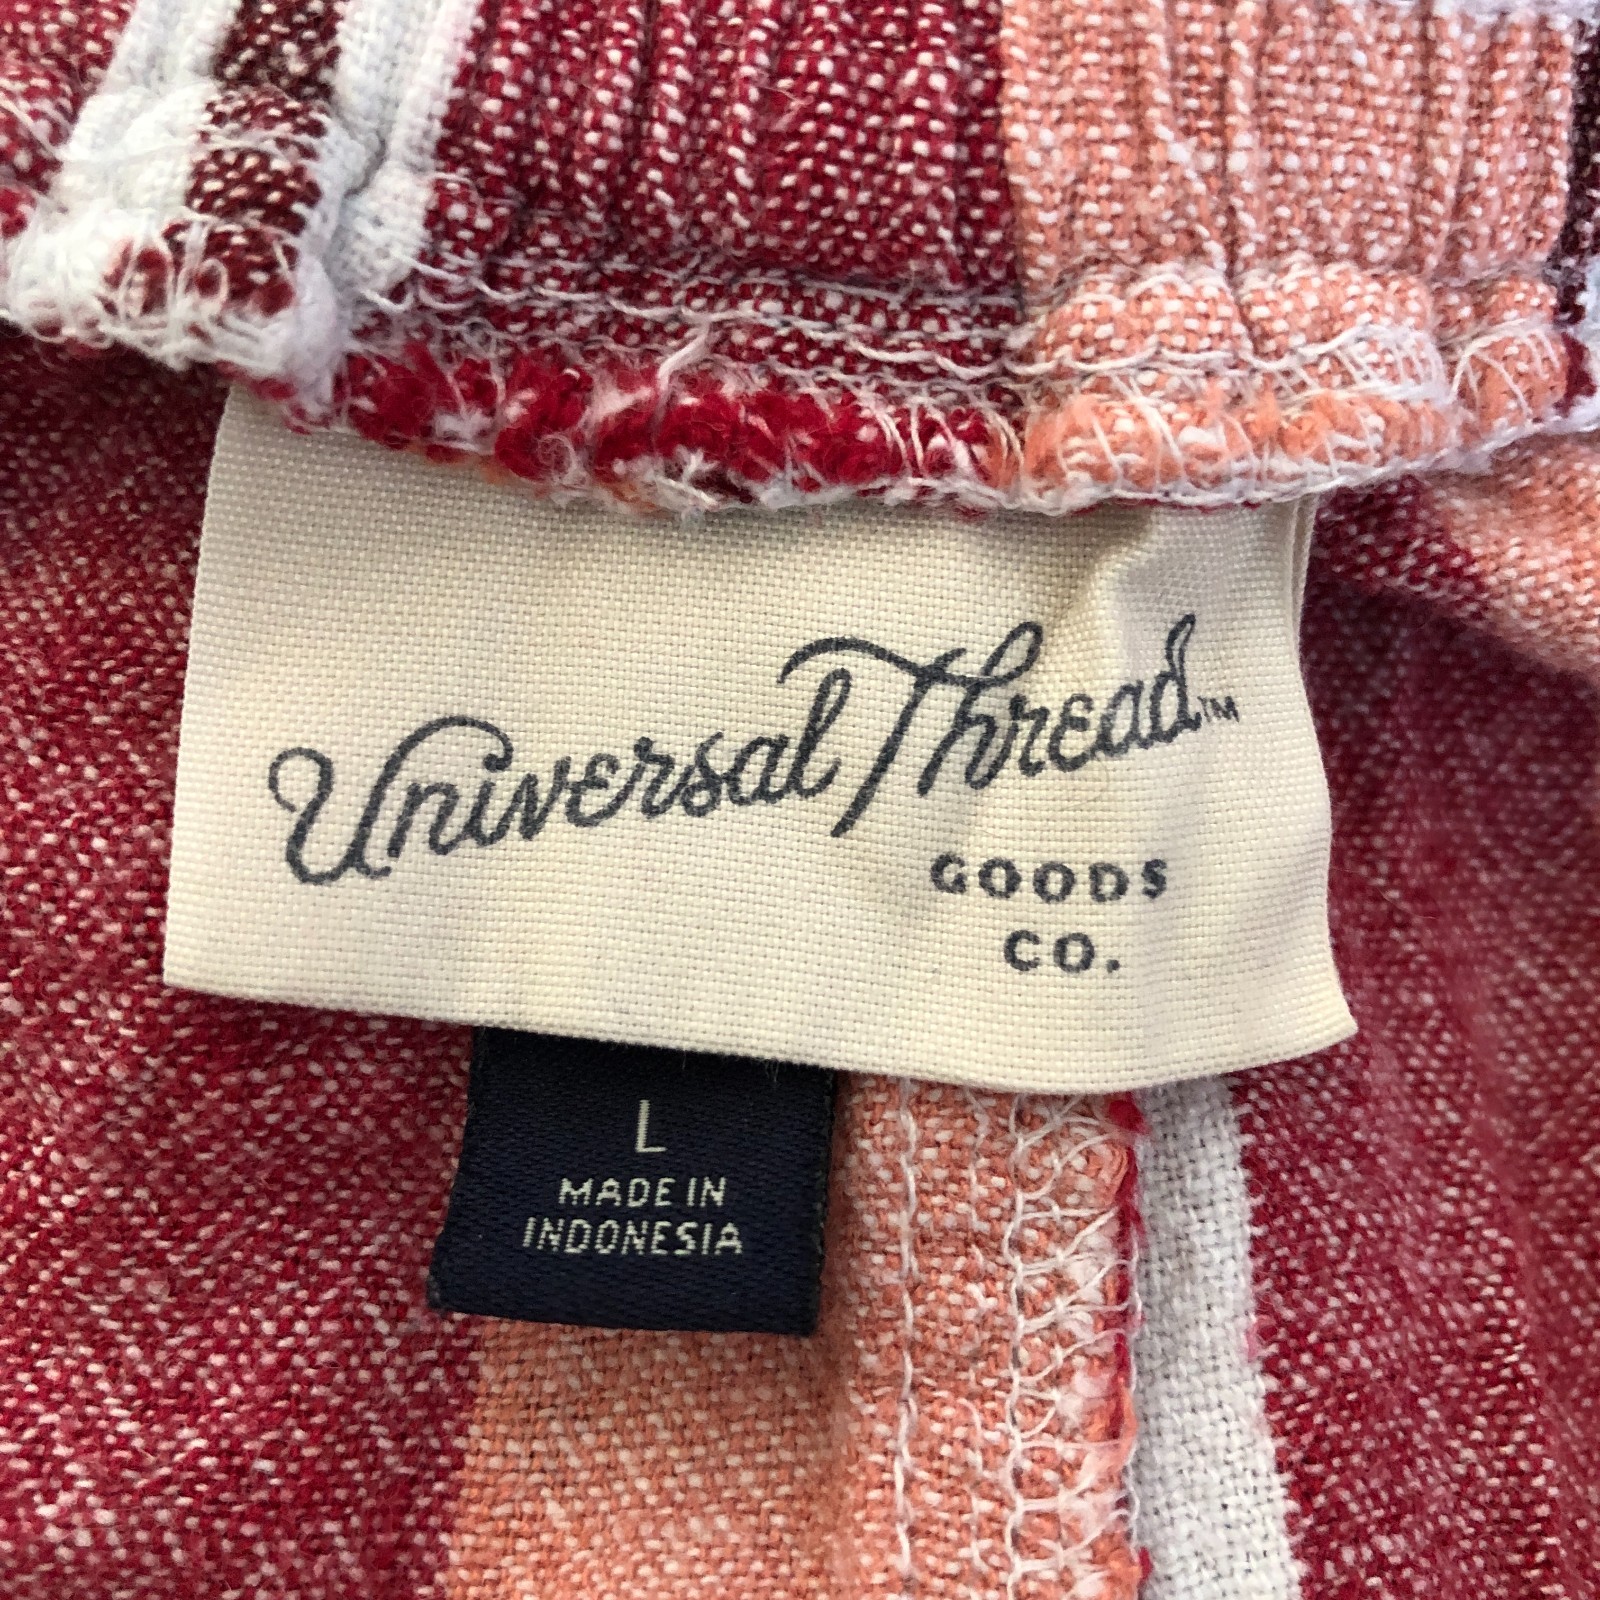 Universal Thread™
GOODS
CO.
L
MADE IN
INDONESIA